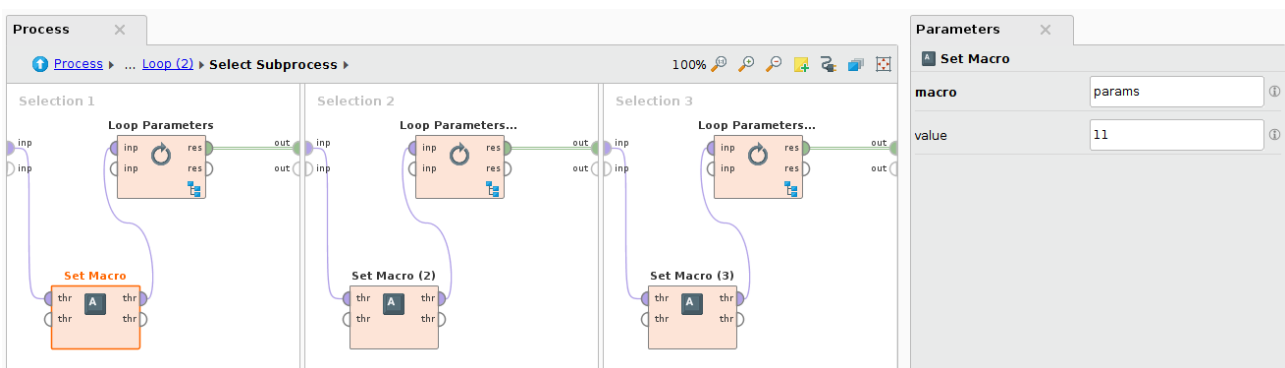 Process
Process ... Loop (2) Select Subprocess
100%
Selection 1
Loop Parameters
inp
inp res out
inp
inp res out
Set Macro
thr A thr
thr thr
Selection 2
Loop Parameters...
inp
inp res out
inp
inp res out
Set Macro (2)
thr A thr
thr thr
Selection 3
Loop Parameters...
inp
inp res out
inp
inp res out
Set Macro (3)
thr A thr
thr thr
Parameters
A Set Macro
macro params
value 11